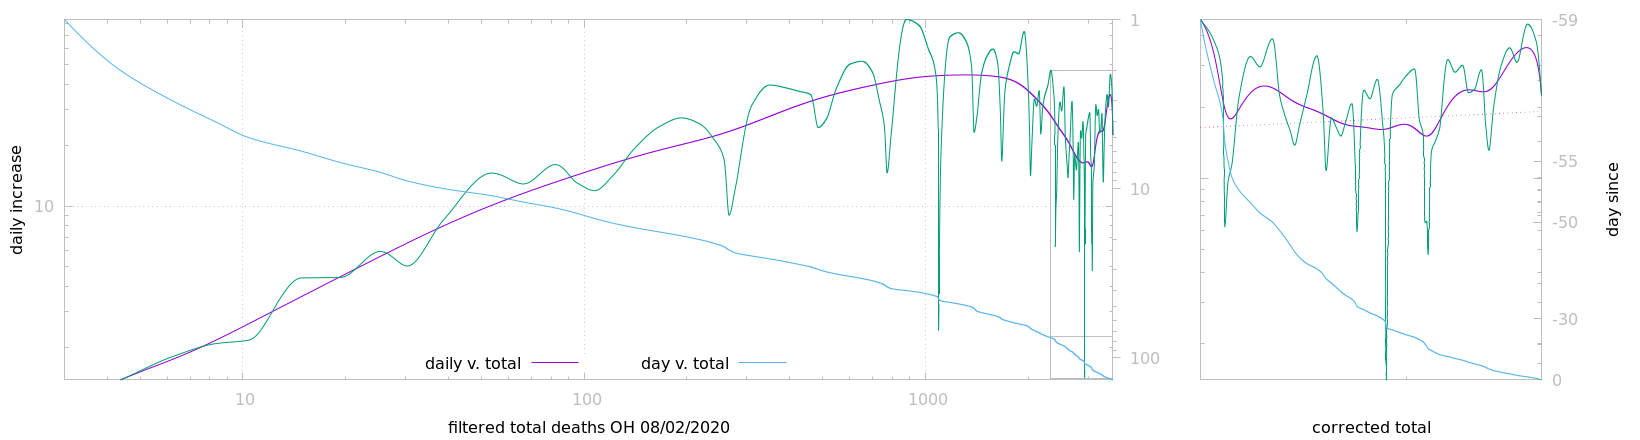 daily increase
10
daily v. total
day v. total
10
100
1000
filtered total deaths OH 08/02/2020
1
10
100
-59
-55
-50
-30
0
day since
corrected total